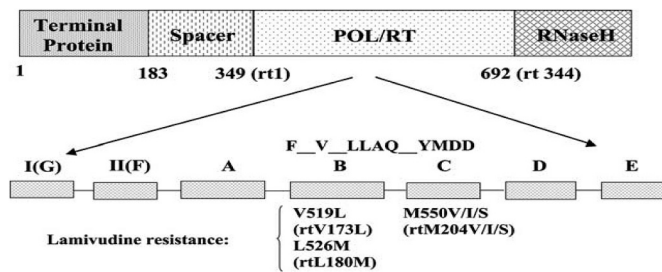 Terminal Protein
Spacer
POL/RT
RNaseH
1
183
349 (rt1)
692 (rt 344)
F__V__LLAQ__YMDD
I(G)
II(F)
A
B
C
D
E
Lamivudine resistance:
V519L
(rtV173L)
L526M
(rtL180M)
M550V/I/S
(rtM204V/I/S)